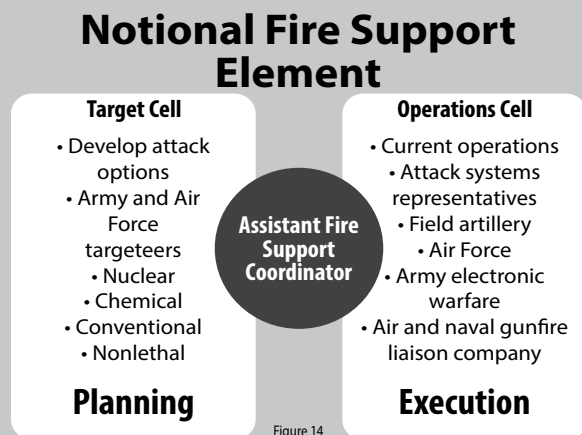 Notional Fire Support
Element
Target Cell
• Develop attack
options
• Army and Air
Force
targeteers
• Nuclear
• Chemical
• Conventional
• Nonlethal
Planning
Assistant Fire
Support
Coordinator
Operations Cell
• Current operations
• Attack systems
representatives
• Field artillery
• Air Force
• Army electronic
warfare
• Air and naval gunfire
liaison company
Execution
Figure 14